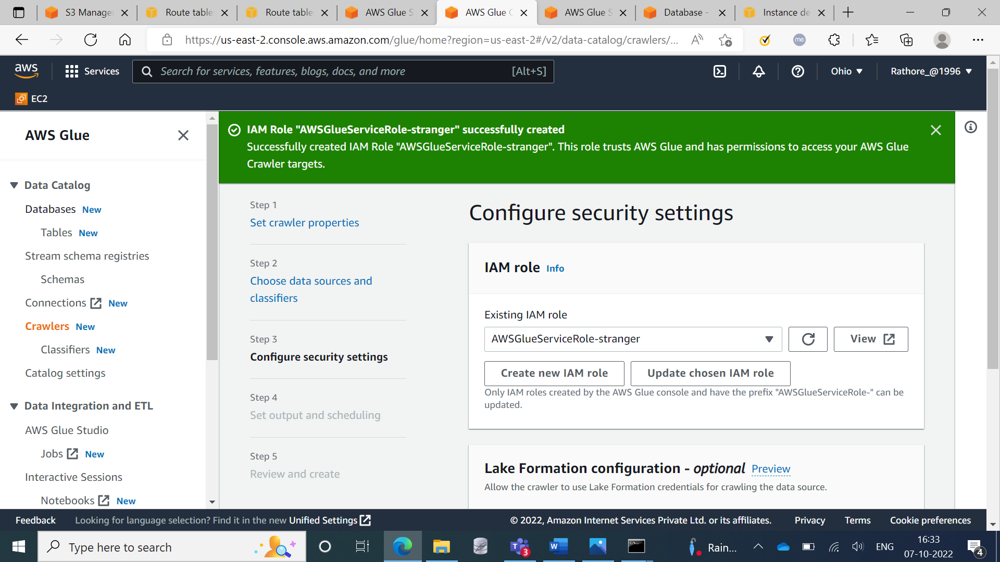 S3 Manage
Route table
Route table
AWS Glue S
AWS Glue C
AWS Glue S
Database -
Instance de
https://us-east-2.console.aws.amazon.com/glue/home?region=us-east-2#/v2/data-catalog/crawlers/...
me
aws
Services
Search for services, features, blogs, docs, and more
[Alt+S]
Ohio
Rathore_@1996
EC2
AWS Glue
Data Catalog
Databases New
Tables New
Stream schema registries
Schemas
Connections New
Crawlers New
Classifiers New
Catalog settings
Data Integration and ETL
AWS Glue Studio
Jobs New
Interactive Sessions
Notebooks New
IAM Role "AWSGlueServiceRole-stranger" successfully created
Successfully created IAM Role "AWSGlueServiceRole-stranger". This role trusts AWS Glue and has permissions to access your AWS Glue
Crawler targets.
Step 1
Set crawler properties
Step 2
Choose data sources and
classifiers
Step 3
Configure security settings
Step 4
Set output and scheduling
Step 5
Review and create
Configure security settings
IAM role Info
Existing IAM role
AWSGlueServiceRole-stranger
View
Create new IAM role
Update chosen IAM role
Only IAM roles created by the AWS Glue console and have the prefix "AWSGlueServiceRole-" can be
updated.
Lake Formation configuration - optional Preview
Allow the crawler to use Lake Formation credentials for crawling the data source.
Feedback
Looking for language selection? Find it in the new Unified Settings
© 2022, Amazon Internet Services Private Ltd. or its affiliates.
Privacy
Terms
Cookie preferences
Type here to search
3
Rain...
ENG
16:33
07-10-2022
4